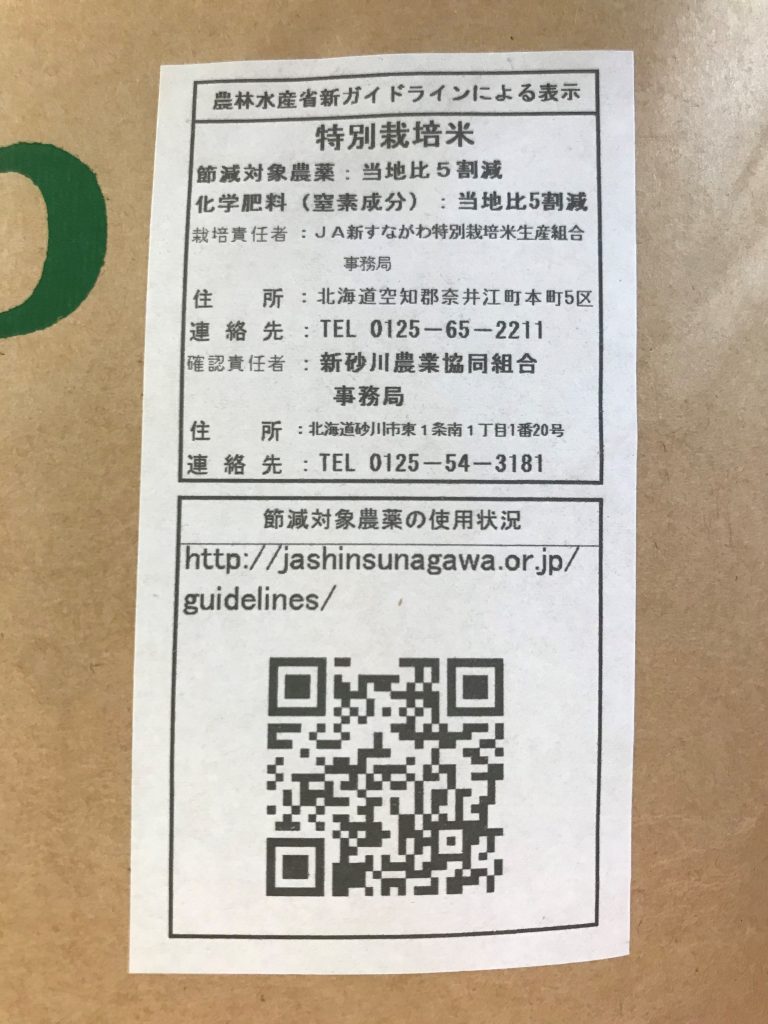 農林水産省新ガイドラインによる表示
特別栽培米
節減対象農薬：当地比５割減
化学肥料（窒素成分）：当地比5割減
栽培責任者：ＪＡ新すながわ特別栽培米生産組合
事務局
住　所：北海道空知郡奈井江町本町5区
連絡先：TEL 0125－65－2211
確認責任者：新砂川農業協同組合
事務局
住　所：北海道砂川市東１条南１丁目1番20号
連絡先：TEL 0125－54－3181
節減対象農薬の使用状況
http://jashinsunagawa.or.jp/
guidelines/